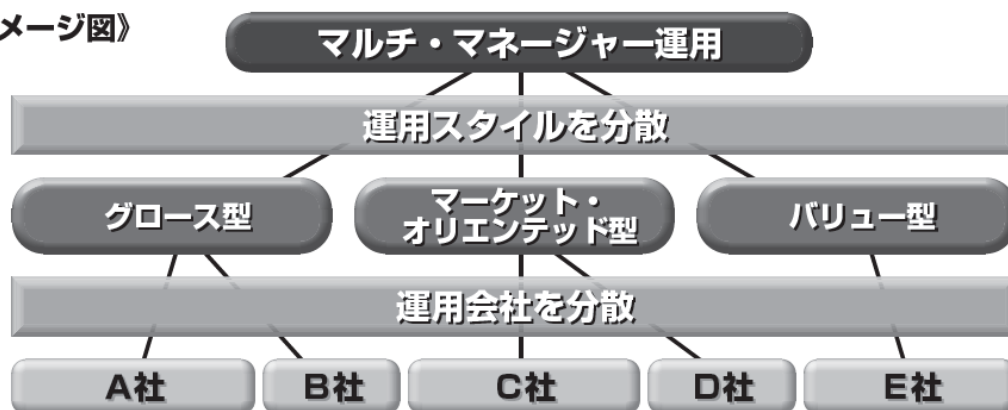 メージ図》
マルチ・マネージャー運用
運用スタイルを分散
グロース型
マーケット・
オリエンテッド型
バリュー型
運用会社を分散
A社
B社
C社
D社
E社